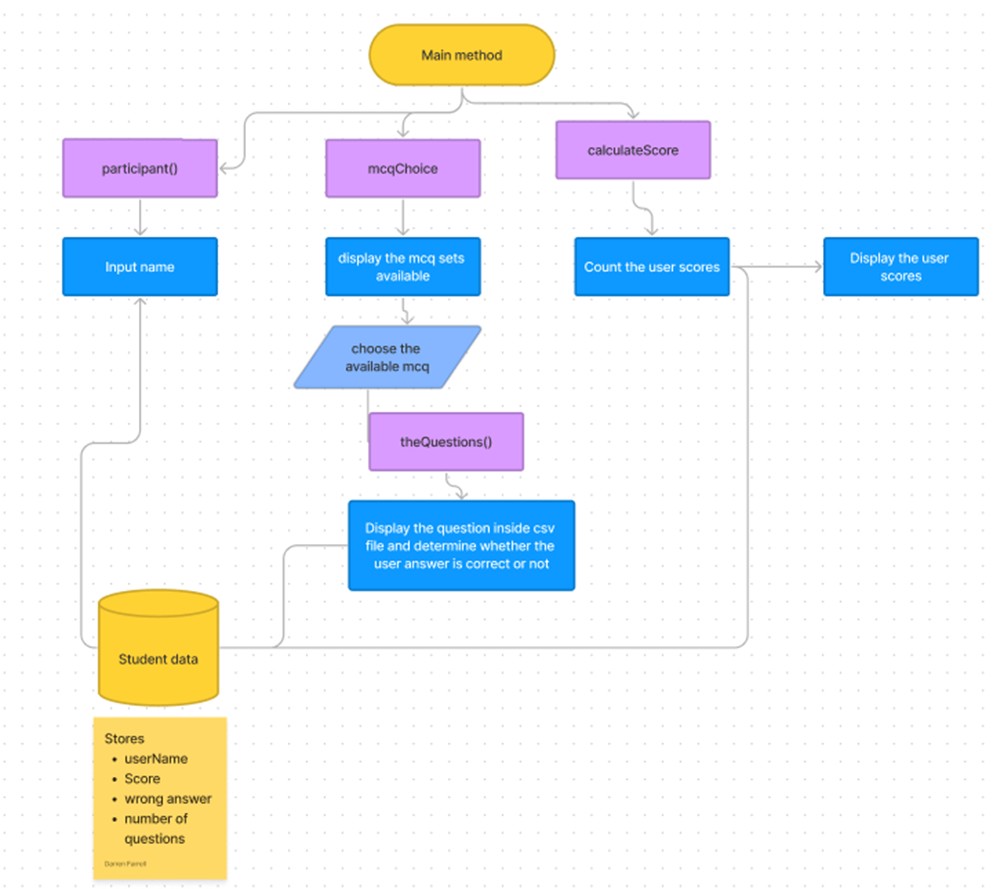 Main method
participant()
mcqChoice
calculateScore
Input name
display the mcq sets
available
Count the user scores
Display the user
scores
choose the
available mcq
theQuestions()
Display the question inside csv
file and determine whether the
user answer is correct or not
Student data
Stores
• userName
• Score
• wrong answer
• number of
questions
Darren Farrell